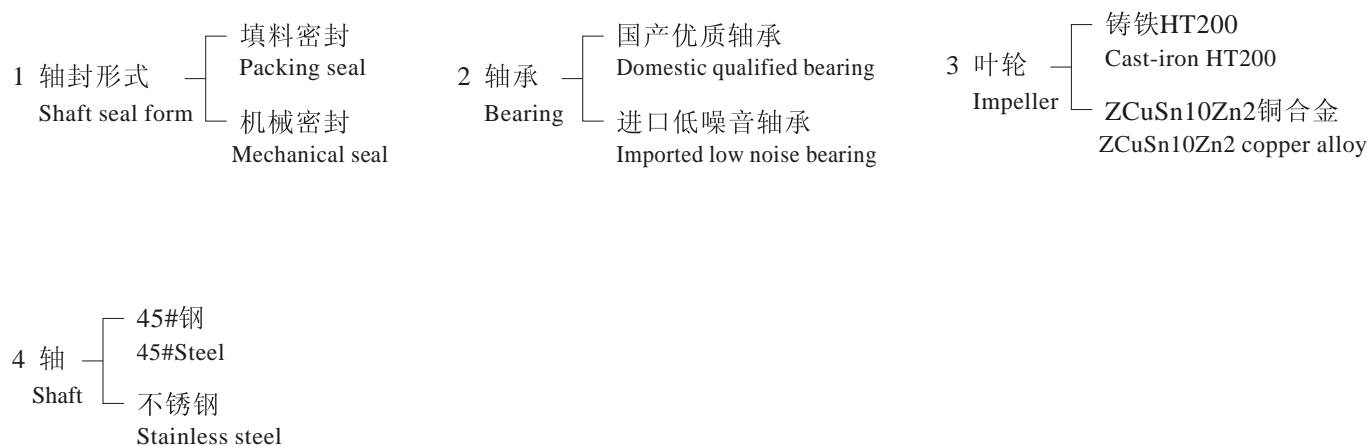 1 轴封形式
Shaft seal form
填料密封
Packing seal
机械密封
Mechanical seal
2 轴承
Bearing
国产优质轴承
Domestic qualified bearing
进口低噪音轴承
Imported low noise bearing
3 叶轮
Impeller
铸铁HT200
Cast-iron HT200
ZCuSn10Zn2铜合金
ZCuSn10Zn2 copper alloy
4 轴
Shaft
45#钢
45#Steel
不锈钢
Stainless steel